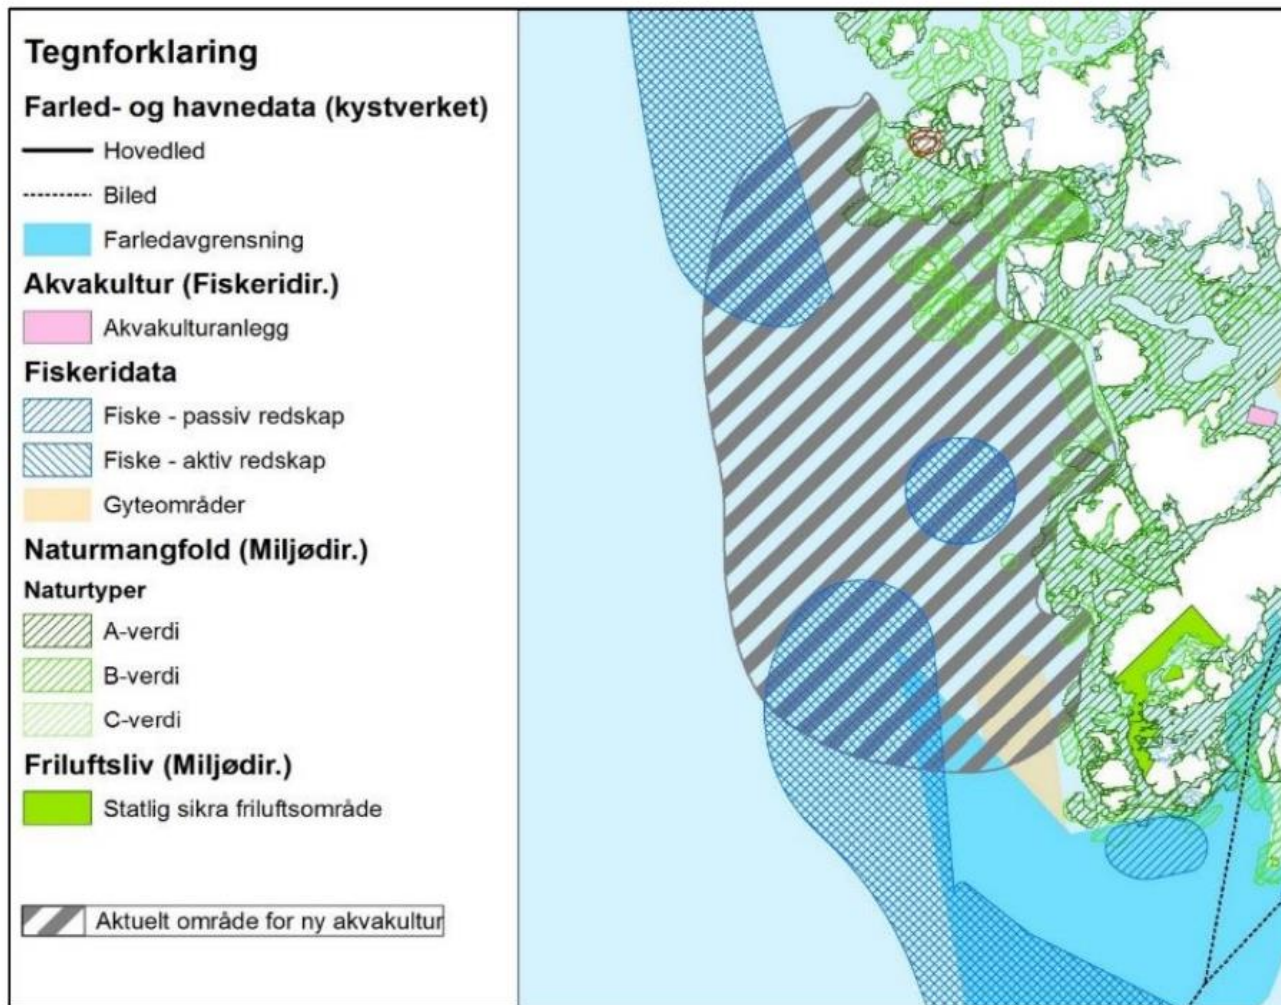 Tegnforklaring
Farled- og havnedata (kystverket)
Hovedled
Biled
Farledavgrensning
Akvakultur (Fiskeridir.)
Akvakulturanlegg
Fiskeridata
Fiske - passiv redskap
Fiske - aktiv redskap
Gyteområder
Naturmangfold (Miljødir.)
Naturtyper
A-verdi
B-verdi
C-verdi
Friluftsliv (Miljødir.)
Statlig sikra friluftsområde
Aktuelt område for ny akvakultur